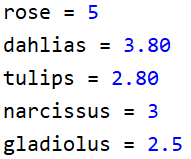 rose = 5
dahlias = 3.80
tulips = 2.80
narcissus = 3
gladiolus = 2.5